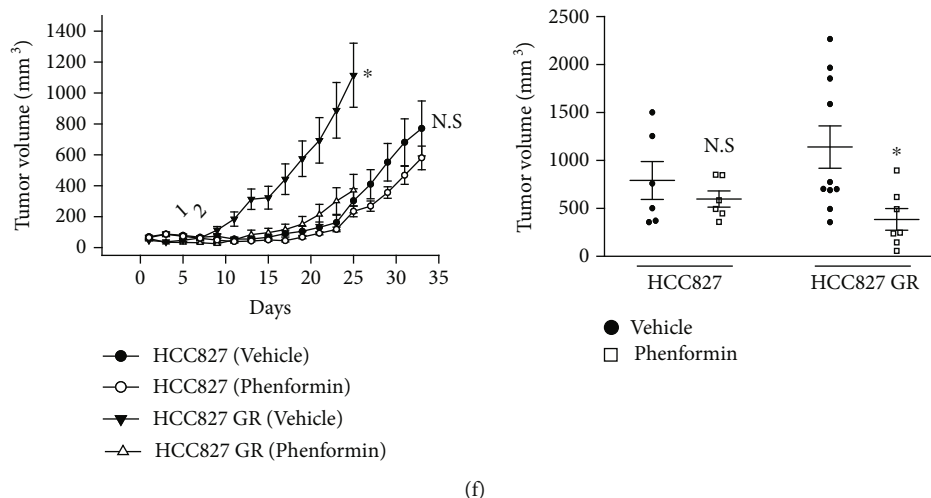 Tumor volume (mm³)
1400
1200
1000
800
600
400
200
0
1
2
*
N.S
0
5
10
15
20
25
30
35
Days
HCC827 (Vehicle)
HCC827 (Phenformin)
HCC827 GR (Vehicle)
HCC827 GR (Phenformin)
Tumor volume (mm³)
2500
2000
1500
1000
500
0
N.S
*
HCC827
HCC827 GR
Vehicle
Phenformin
(f)